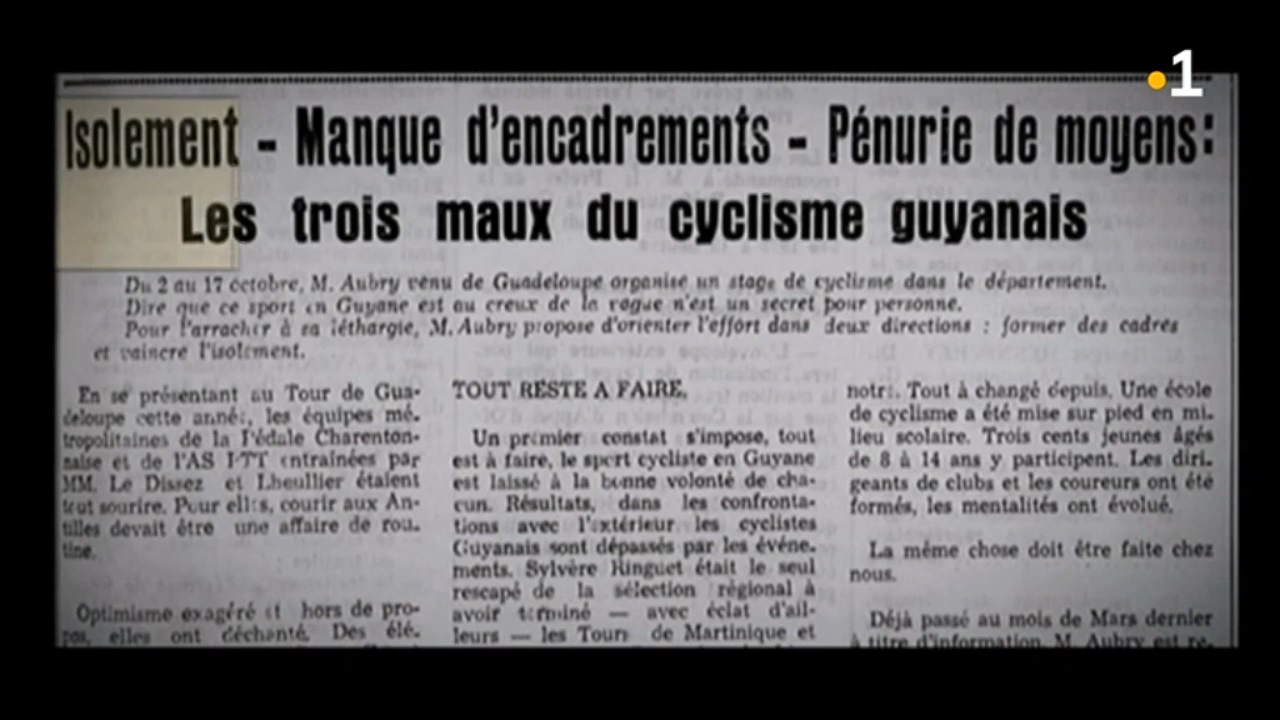 1
Isolement - Manque d'encadrements - Pénurie de moyens:
Les trois maux du cyclisme guyanais
Du 2 au 17 octobre, M. Aubry venu de Guadeloupe organise un stage de cyclisme dans le département.
Dire que ce sport en Guyane est au creux de la vague n'est un secret pour personne.
Pour l'arracher à sa léthargie, M. Aubry propose d'orienter l'effort dans deux directions : former des cadres
et vaincre l'isolement.
En se présentant au Tour de Gua-
deloupe cette année, les équipes mé-
tropolitaines de la Pédale Charenton-
naise et de l'AS PTT entraînées par
MM. Le Dissez et Lheullier étaient
tout sourire. Pour elles, courir aux An-
tilles devait être une affaire de rou-
tine.
Optimisme exagéré et hors de pro-
pos, elles ont déchanté. Des élé-
TOUT RESTE A FAIRE.
Un premier constat s'impose, tout
est à faire, le sport cycliste en Guyane
est laissé à la bonne volonté de cha-
cun. Résultats, dans les confronta-
tions avec l'extérieur les cyclistes
Guyanais sont dépassés par les événe-
ments. Sylvère Ringuet était le seul
rescapé de la sélection régional à
avoir terminé — avec éclat d'ail-
leurs — les Tours de Martinique et
notre. Tout à changé depuis. Une école
de cyclisme a été mise sur pied en mi-
lieu scolaire. Trois cents jeunes âgés
de 8 à 14 ans y participent. Les diri-
geants de clubs et les coureurs ont été
formés, les mentalités ont évolué.
La même chose doit être faite chez
nous.
Déjà passé au mois de Mars dernier
à titre d'information, M. Aubry est re-